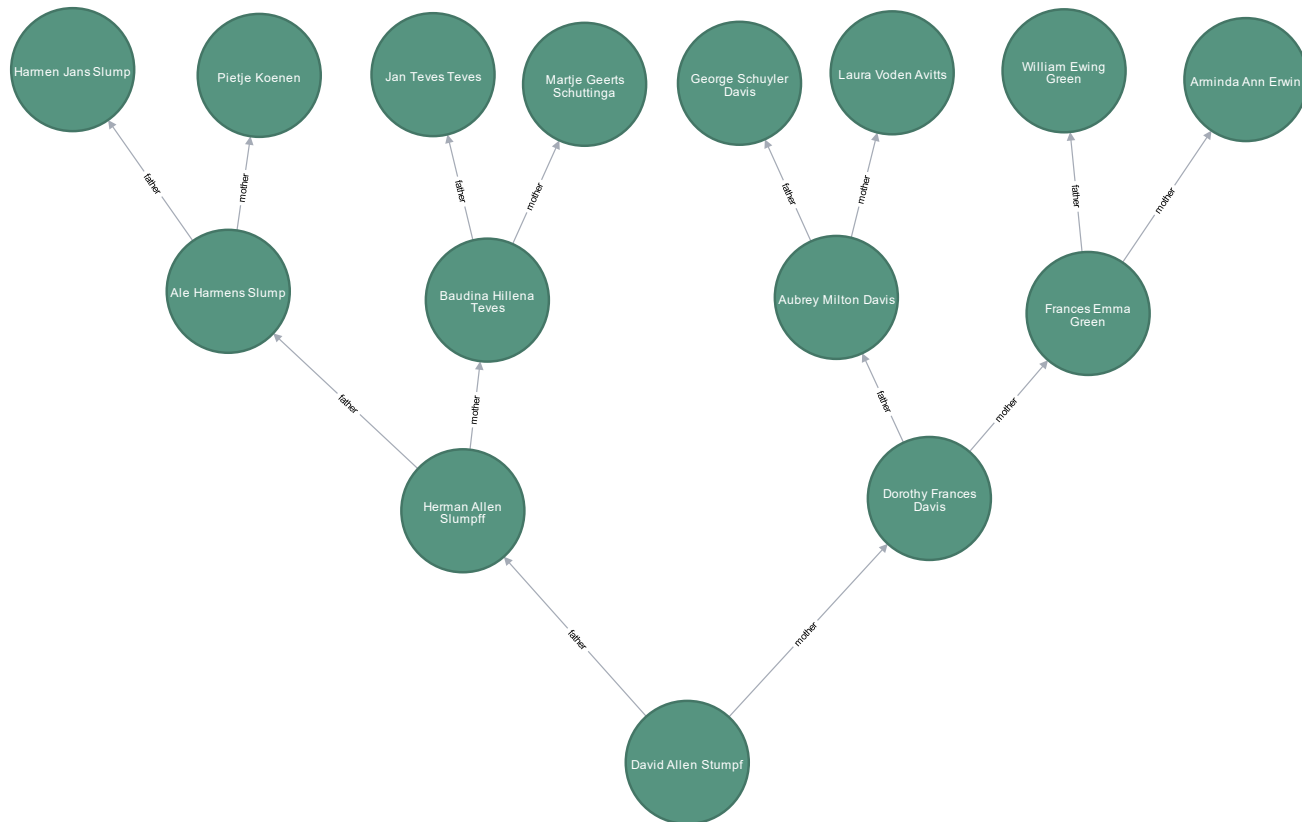 Harmen Jans Slump
Pietje Koenen
Jan Teves Teves
Martje Geerts
Schuttinga
George Schuyler
Davis
Laura Voden Avitts
William Ewing
Green
Arminda Ann Erwin
father
mother
father
mother
father
mother
father
mother
Ale Harmens Slump
Baudina Hillena
Teves
Aubrey Milton Davis
Frances Emma
Green
father
mother
father
mother
Herman Allen
Slumpff
Dorothy Frances
Davis
father
mother
David Allen Stumpf